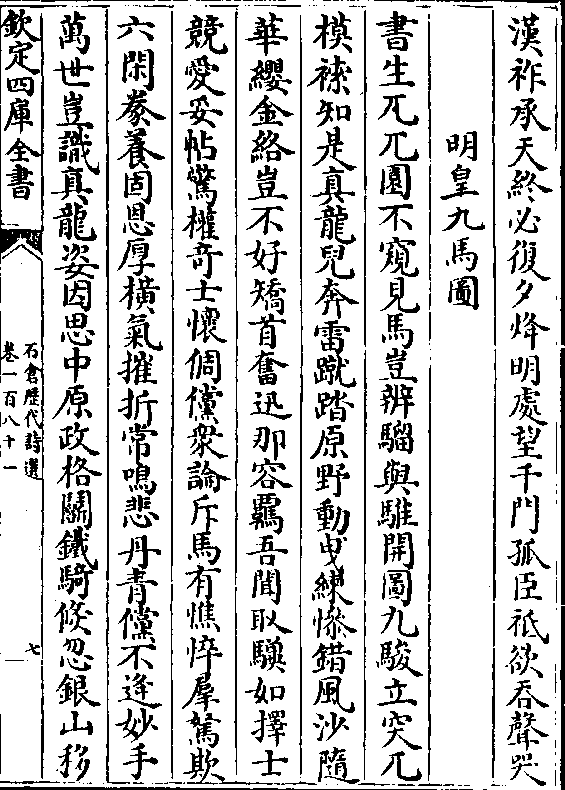 漢祚承天終必復夕烽明處望千門孤臣祗欲吞聲哭
明皇九馬圖
書生兀兀園不窺見馬豈辨騮與騅開圖九駿立突兀
模𧝓知是真龍兒奔雷蹴踏原野動曳練慘錯風沙隨
華纓金絡豈不好矯首奮迅那容羈吾聞取驥如擇士
競愛妥帖驚權奇士懷倜儻衆論斥馬有憔悴羣駑欺
六閑豢養固恩厚橫氣摧折常鳴悲丹青儻不逢妙手
萬世豈識真龍姿因思中原政格鬭鐵騎倐忽銀山移
欽定四庫全書
石倉歷代詩選
卷一百八十一
七